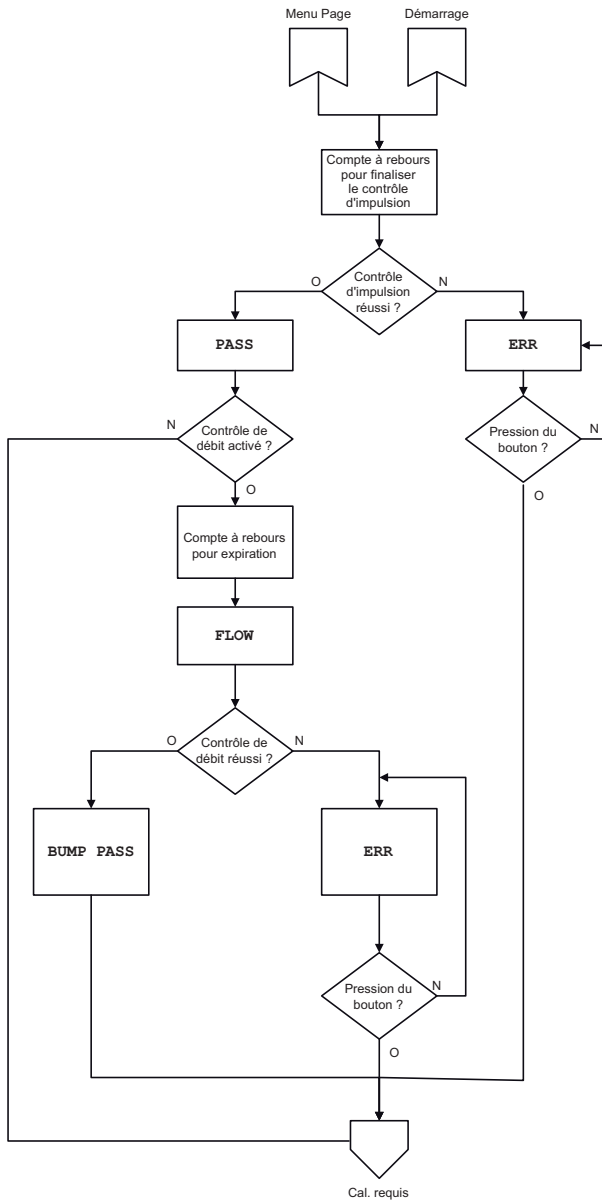 Menu Page
Démarrage
Compte à rebours
pour finaliser
le contrôle
d'impulsion
Contrôle
d'impulsion
réussi ?
O
N
PASS
ERR
Contrôle de
débit activé ?
N
O
Pression du
bouton ?
N
O
Compte à rebours
pour expiration
FLOW
Contrôle de
débit réussi ?
O
N
BUMP PASS
ERR
Pression du
bouton ?
N
O
Cal. requis